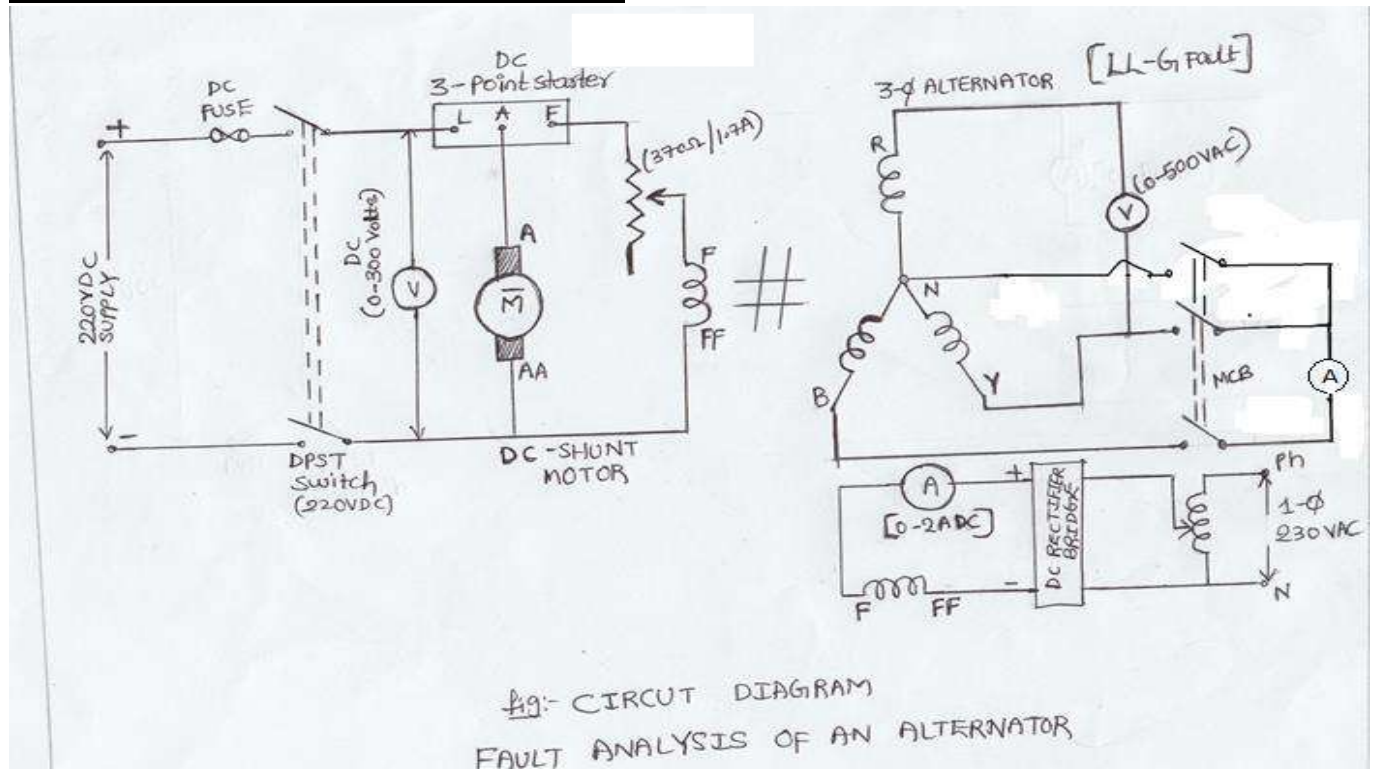 DC
3-Point starter
L A F
DC
FUSE
+
(370Ω/1.7A)
DC
(0-300 Volts)
V
A
M
AA
F
FF
220VDC
SUPPLY
-
DPST
Switch
(220VDC)
DC-SHUNT
MOTOR
[LL-G Fault]
3-φ ALTERNATOR
R
(0-500VAC)
V
N
B
Y
MCB
A
A
+
[0-2ADC]
DC RECTIFIER
BRIDGE
Ph
1-Φ
230 VAC
N
F
FF
-
fig:- CIRCUT DIAGRAM
FAULT ANALYSIS OF AN ALTERNATOR